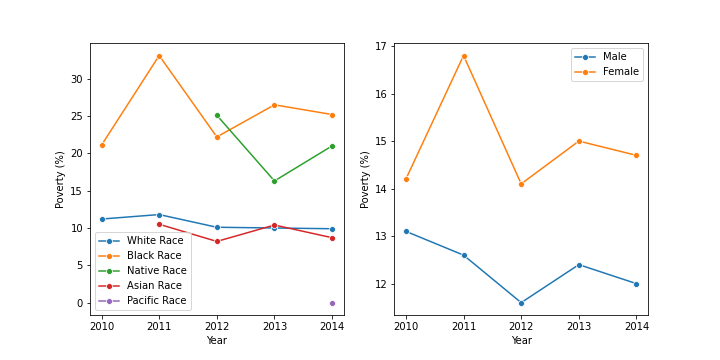 30
25
20
15
10
5
0
Poverty (%)
2010 2011 2012 2013 2014
Year
White Race
Black Race
Native Race
Asian Race
Pacific Race
17
16
15
14
13
12
Poverty (%)
2010 2011 2012 2013 2014
Year
Male
Female